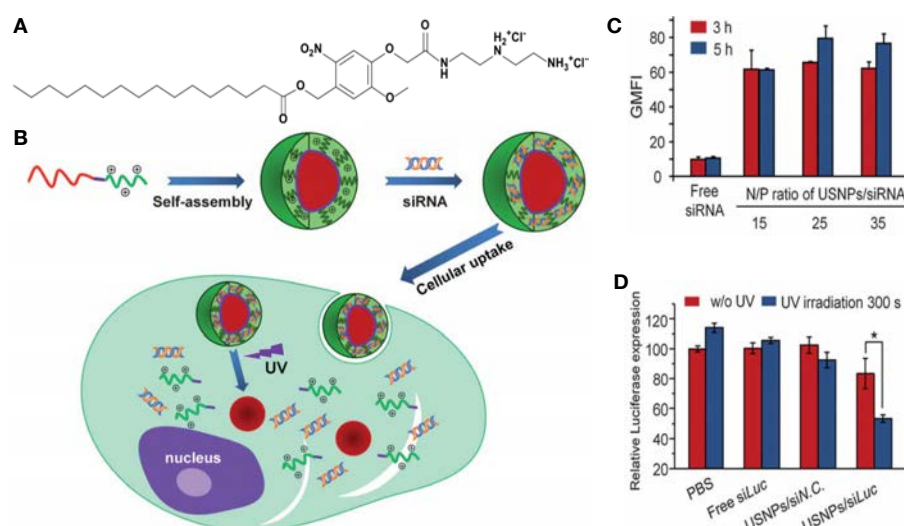 A
O₂N
O
O
N
H
H₂
N⁺Cl⁻
NH₃⁺Cl⁻
O
O
O
B
Self-assembly
siRNA
Cellular uptake
UV
nucleus
C
3 h
5 h
GMFI
100
80
60
40
20
0
Free
siRNA
N/P ratio of USNPs/siRNA
15 25 35
D
w/o UV
UV irradiation 300 s
*
Relative Luciferase expression
120
100
80
60
40
20
PBS
Free siLuc
USNPs/siN.C.
USNPs/siLuc